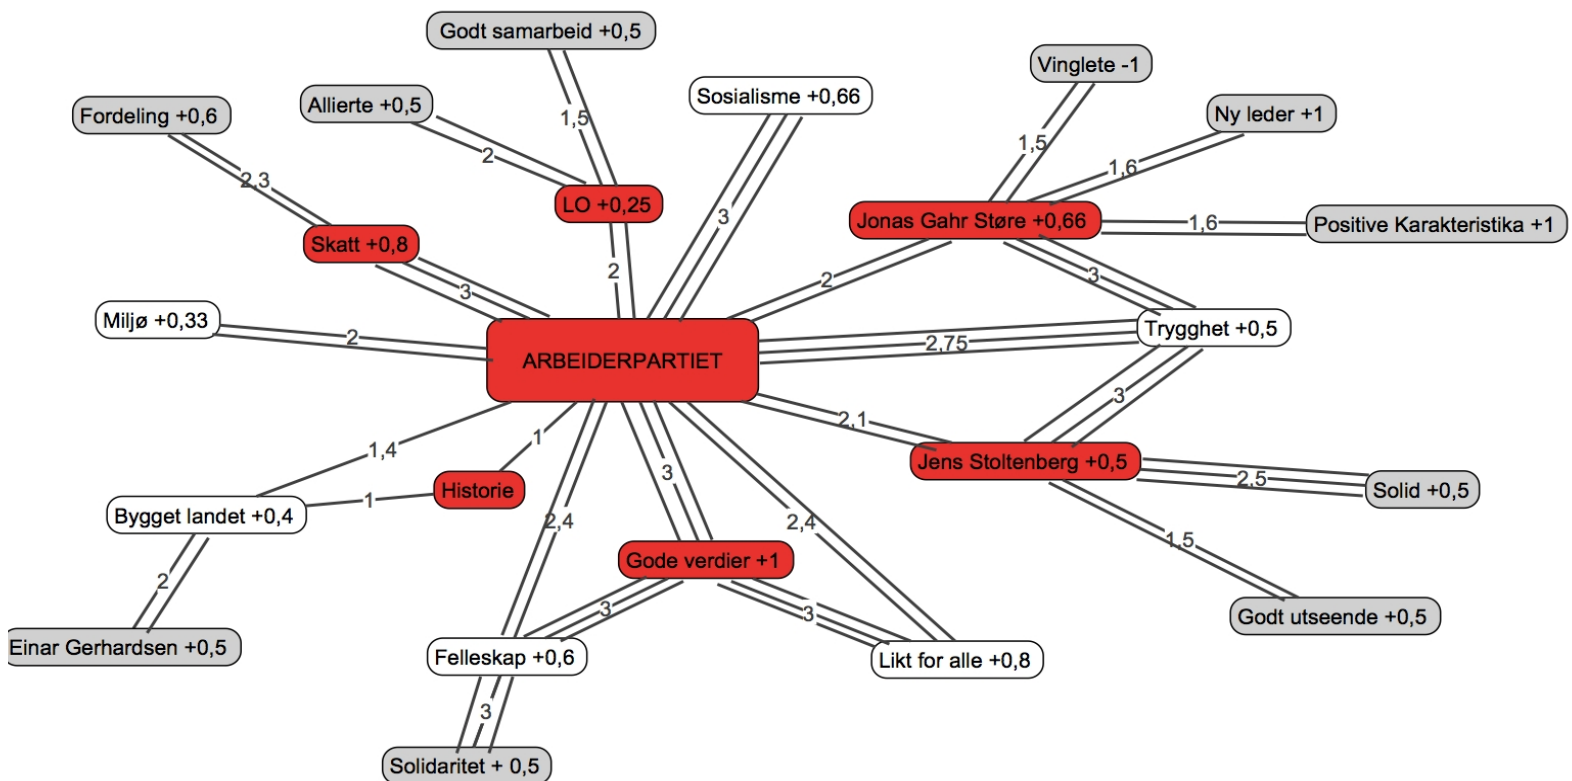 Godt samarbeid +0,5
Vinglete -1
Sosialisme +0,66
Allierte +0,5
Fordeling +0,6
Ny leder +1
1,5
1,5
2
1,6
2,3
LO +0,25
3
Jonas Gahr Støre +0,66
1,6
Positive Karakteristika +1
Skatt +0,8
2
2
3
3
Miljø +0,33
2
Trygghet +0,5
2,75
ARBEIDERPARTIET
3
2,1
1
1,4
Jens Stoltenberg +0,5
3
2,5
Solid +0,5
Historie
1
Bygget landet +0,4
2,4
2,4
1,5
Gode verdier +1
2
3
3
Godt utseende +0,5
Einar Gerhardsen +0,5
Felleskap +0,6
Likt for alle +0,8
3
Solidaritet + 0,5